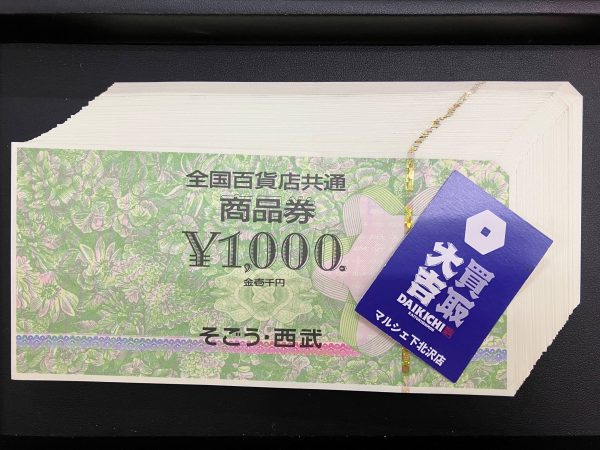 全国百貨店共通
商品券
¥1,000.
金壱千円
そごう・西武
買取
大吉
DAIKICHI
マルシェ下北沢店